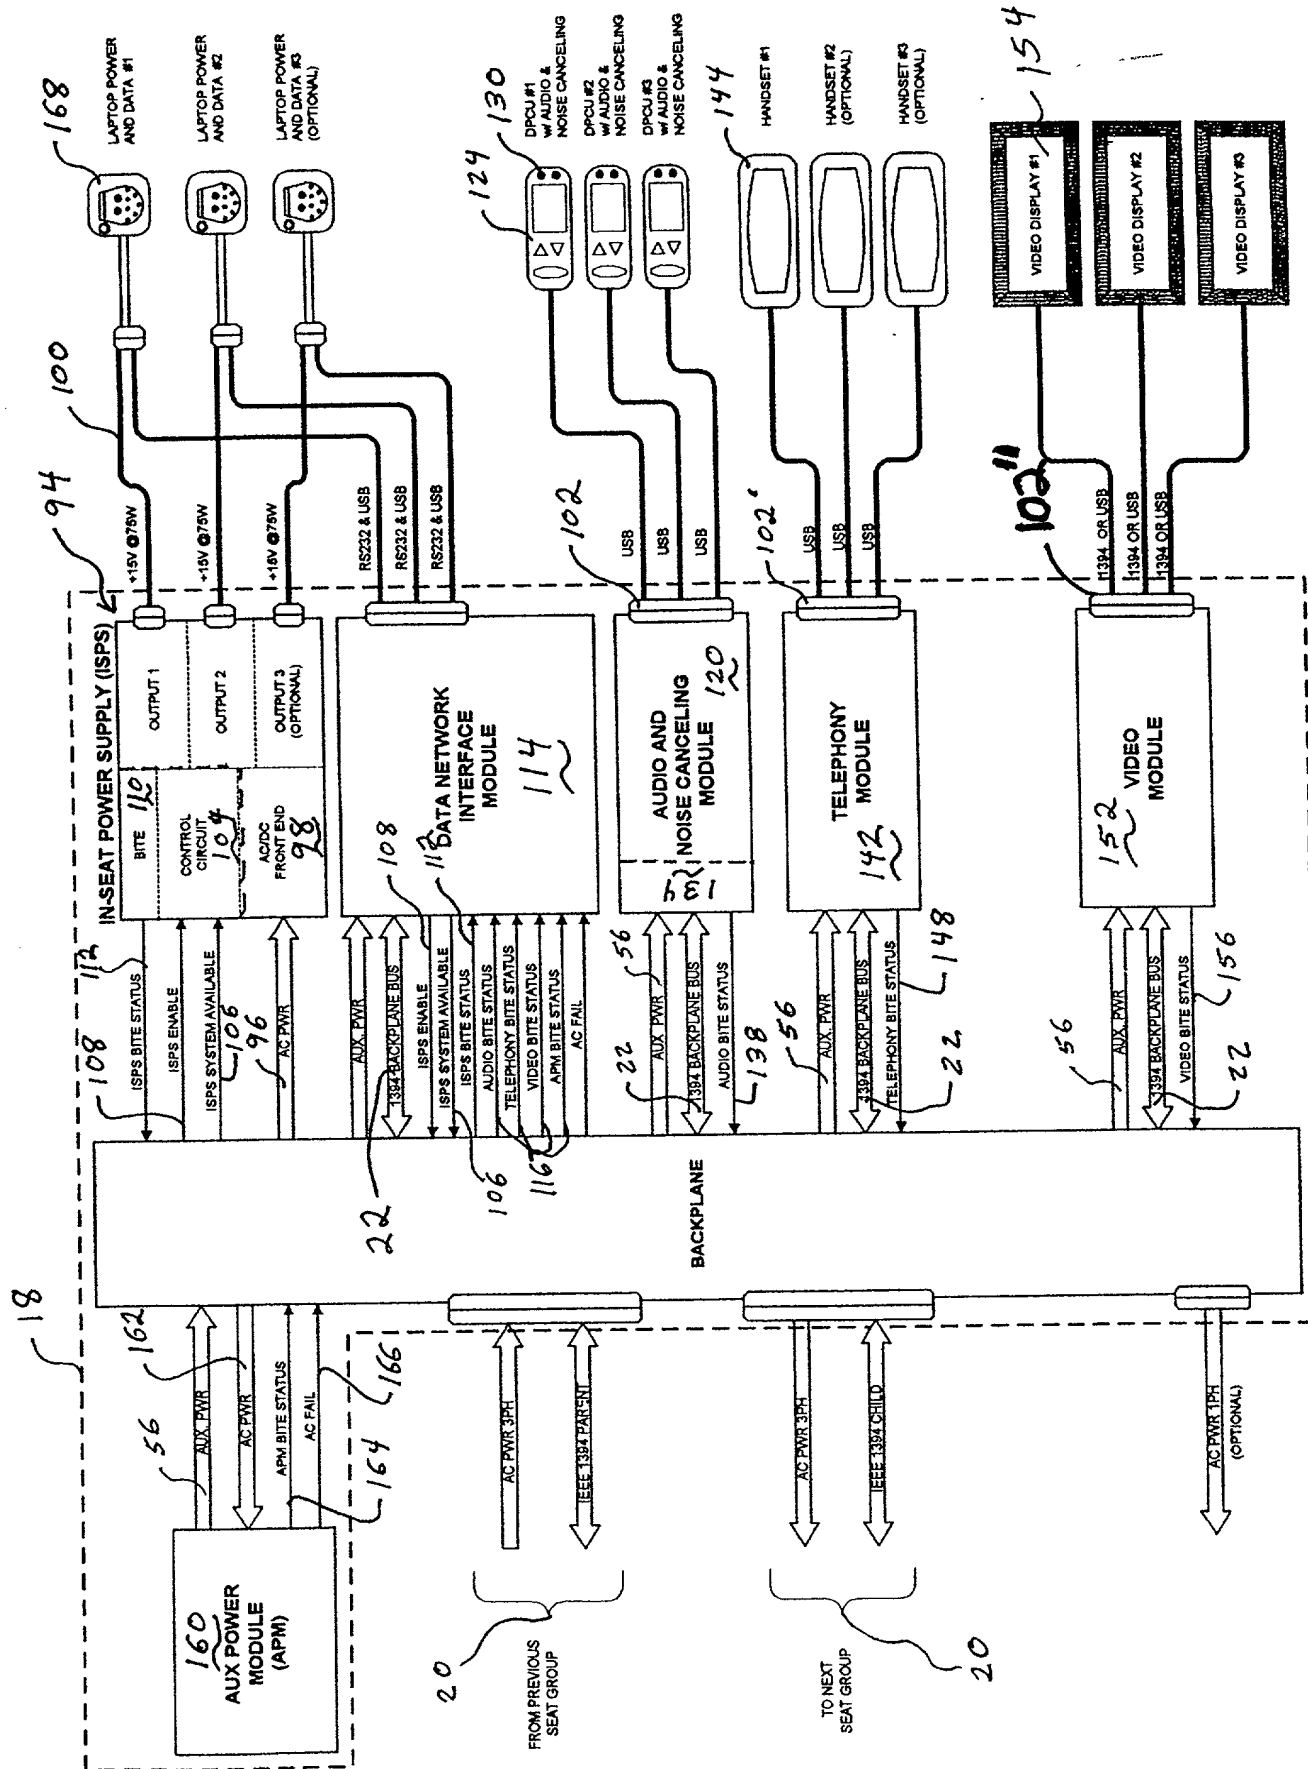 18
IN-SEAT POWER SUPPLY (ISPS)
94
BITE 110
CONTROL
CIRCUIT
104
AC/DC
FRONT END
98
OUTPUT 1
OUTPUT 2
OUTPUT 3
(OPTIONAL)
+15V @75W
+15V @75W
+15V @75W
100
168
LAPTOP POWER
AND DATA #1
LAPTOP POWER
AND DATA #2
LAPTOP POWER
AND DATA #3
(OPTIONAL)
112
ISPS BITE STATUS
108
ISPS ENABLE
ISPS SYSTEM AVAILABLE
106
96
AC PWR
DATA NETWORK
INTERFACE
MODULE
114
RS232 & USB
RS232 & USB
RS232 & USB
AUX. PWR
1394 BACKPLANE BUS
22
ISPS ENABLE
108
ISPS SYSTEM AVAILABLE
106
ISPS BITE STATUS
112
AUDIO BITE STATUS
TELEPHONY BITE STATUS
VIDEO BITE STATUS
APM BITE STATUS
116
AC FAIL
AUDIO AND
NOISE CANCELING
MODULE
120
USB
USB
USB
102
124
130
DPCU #1
W/ AUDIO &
NOISE CANCELING
DPCU #2
W/ AUDIO &
NOISE CANCELING
DPCU #3
W/ AUDIO &
NOISE CANCELING
56
AUX. PWR
22
1394 BACKPLANE BUS
AUDIO BITE STATUS
138
TELEPHONY
MODULE
142
USB
USB
USB
102'
144
HANDSET #1
HANDSET #2
(OPTIONAL)
HANDSET #3
(OPTIONAL)
56
AUX. PWR
1394 BACKPLANE BUS
22
TELEPHONY BITE STATUS
148
VIDEO
MODULE
152
1394 OR USB
1394 OR USB
1394 OR USB
102"
154
VIDEO DISPLAY #1
VIDEO DISPLAY #2
VIDEO DISPLAY #3
56
AUX. PWR
1394 BACKPLANE BUS
22
VIDEO BITE STATUS
156
BACKPLANE
160
AUX POWER
MODULE
(APM)
56
AUX. PWR
162
AC PWR
APM BITE STATUS
164
AC FAIL
166
AC PWR 3PH
IEEE 1394 PARENT
FROM PREVIOUS
SEAT GROUP
20
AC PWR 3PH
IEEE 1394 CHILD
TO NEXT
SEAT GROUP
20
AC PWR 1PH
(OPTIONAL)